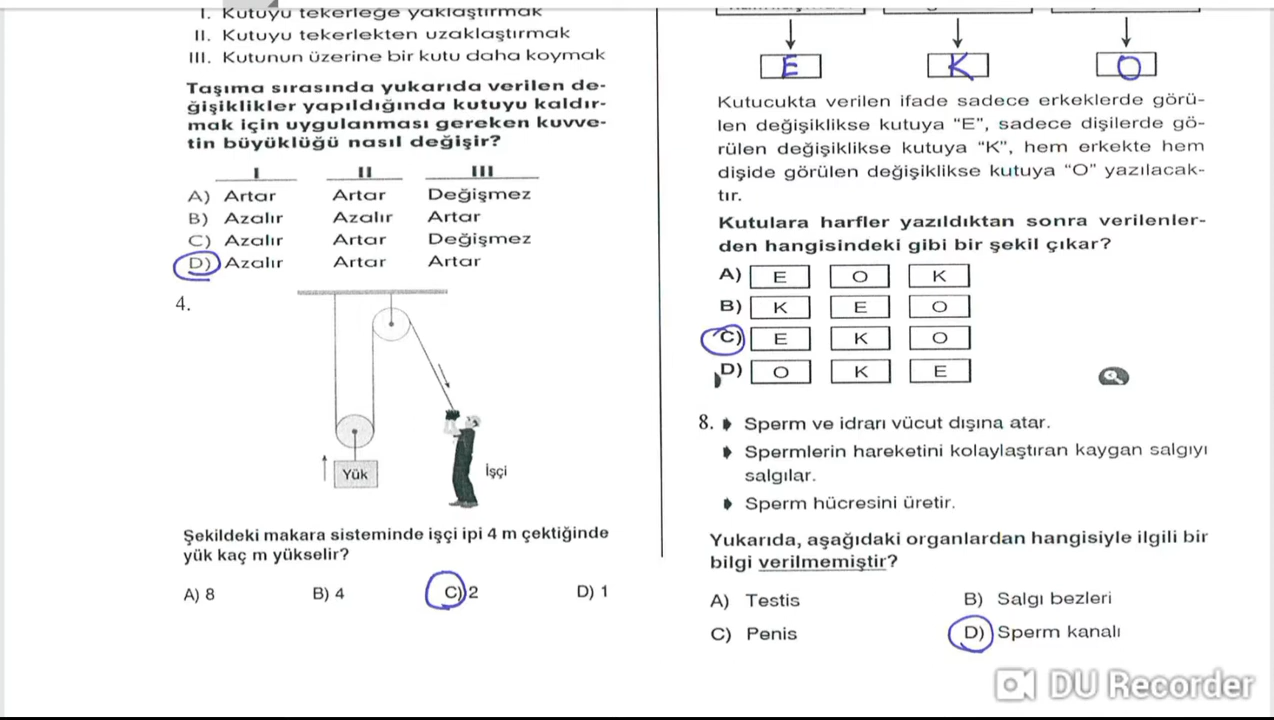 I. Kutuyu tekerleğe yaklaştırmak
II. Kutuyu tekerlekten uzaklaştırmak
III. Kutunun üzerine bir kutu daha koymak
Taşıma sırasında yukarıda verilen de-
ğişiklikler yapıldığında kutuyu kaldır-
mak için uygulanması gereken kuvve-
tin büyüklüğü nasıl değişir?
I II III
A) Artar Artar Değişmez
B) Azalır Azalır Artar
C) Azalır Artar Değişmez
D) Azalır Artar Artar
4.
Yük
İşçi
Şekildeki makara sisteminde işçi ipi 4 m çektiğinde
yük kaç m yükselir?
A) 8 B) 4 C) 2 D) 1
E K O
Kutucukta verilen ifade sadece erkeklerde görü-
len değişiklikse kutuya "E", sadece dişilerde gö-
rülen değişiklikse kutuya "K", hem erkekte hem
dişide görülen değişiklikse kutuya "O" yazılacak-
tır.
Kutulara harfler yazıldıktan sonra verilenler-
den hangisindeki gibi bir şekil çıkar?
A) E O K
B) K E O
C) E K O
D) O K E
8. Sperm ve idrarı vücut dışına atar.
Spermlerin hareketini kolaylaştıran kaygan salgıyı
salgılar.
Sperm hücresini üretir.
Yukarıda, aşağıdaki organlardan hangisiyle ilgili bir
bilgi verilmemiştir?
A) Testis B) Salgı bezleri
C) Penis D) Sperm kanalı
DU Recorder